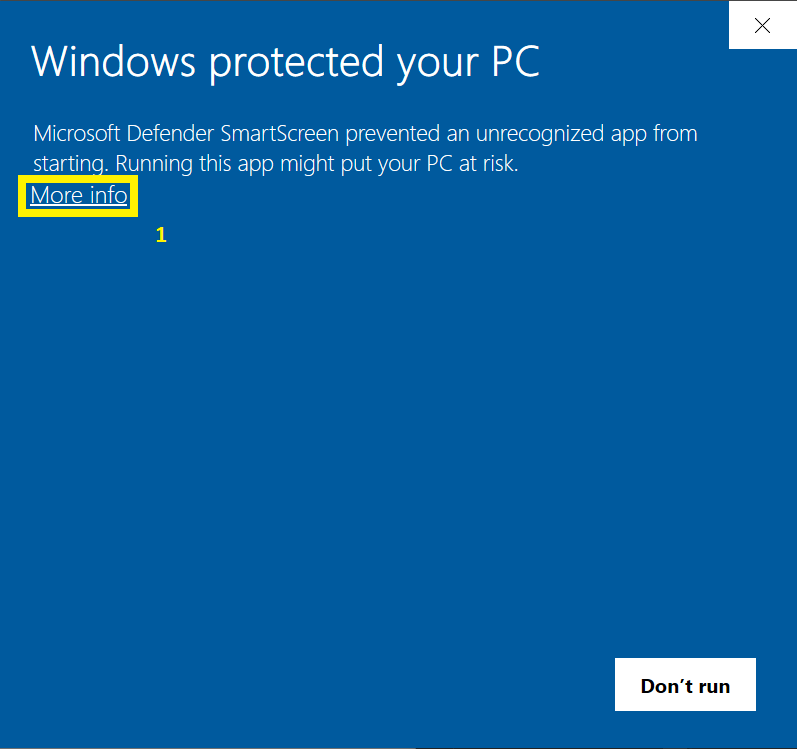 Windows protected your PC
Microsoft Defender SmartScreen prevented an unrecognized app from
starting. Running this app might put your PC at risk.
More info
1
Don’t run